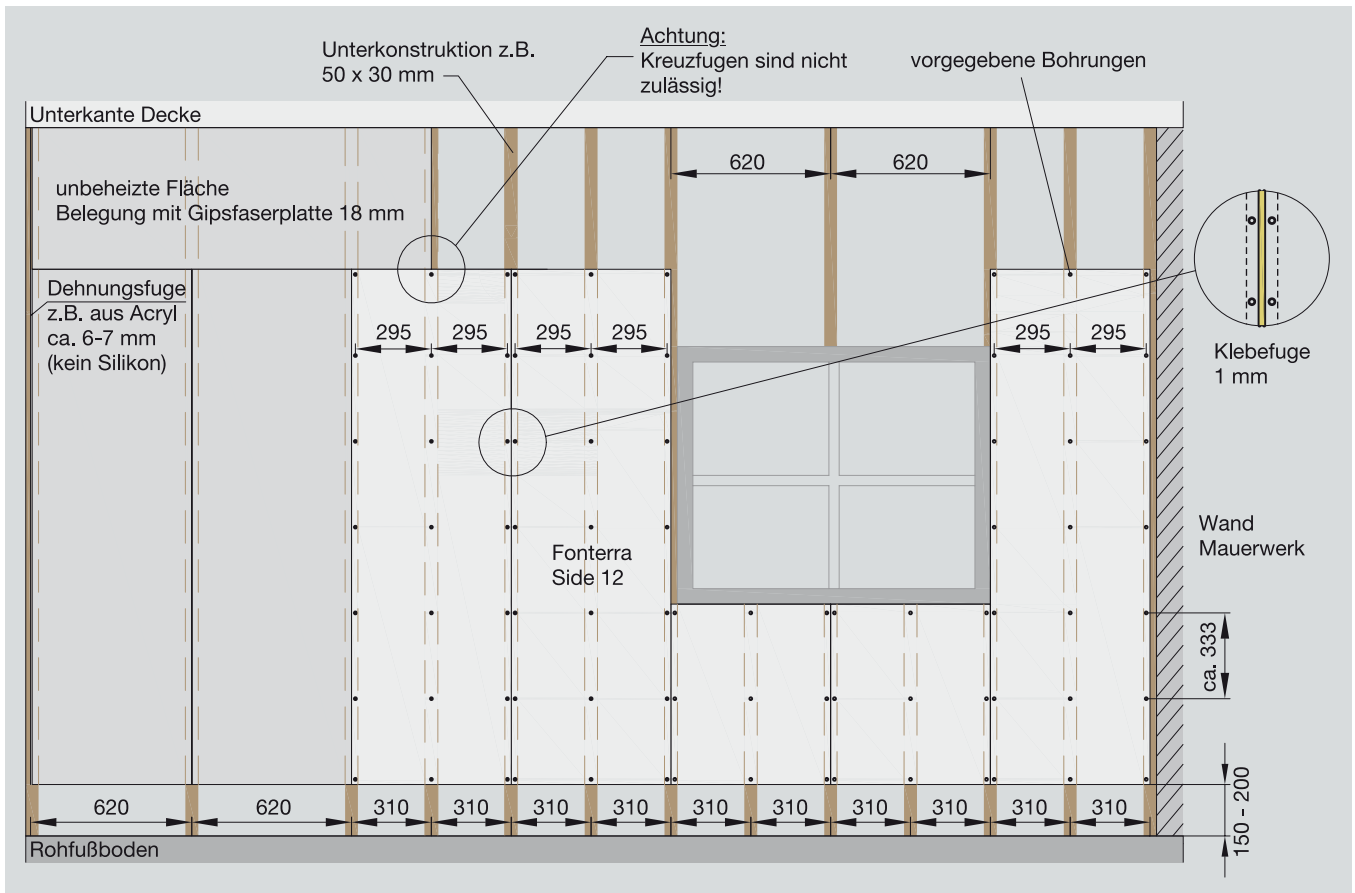 Unterkonstruktion z.B.
50 x 30 mm
Achtung:
Kreuzfugen sind nicht
zulässig!
vorgegebene Bohrungen
Unterkante Decke
620
620
unbeheizte Fläche
Belegung mit Gipsfaserplatte 18 mm
Dehnungsfuge
z.B. aus Acryl
ca. 6-7 mm
(kein Silikon)
295
295
295
295
295
295
Klebefuge
1 mm
Fonterra
Side 12
Wand
Mauerwerk
ca. 333
620
620
310
310
310
310
310
310
310
310
310
310
150 - 200
Rohfußboden